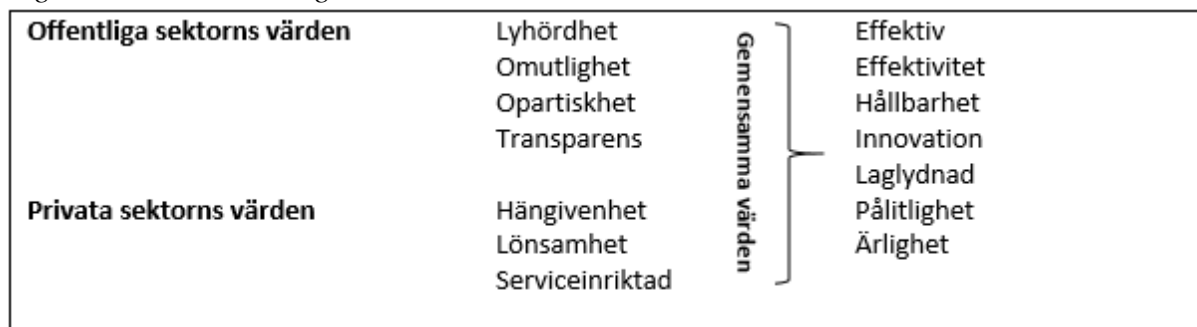 Offentliga sektorns värden
Lyhördhet
Omutlighet
Opartiskhet
Transparens
Privata sektorns värden
Hängivenhet
Lönsamhet
Serviceinriktad
Gemensamma värden
Effektiv
Effektivitet
Hållbarhet
Innovation
Laglydnad
Pålitlighet
Ärlighet